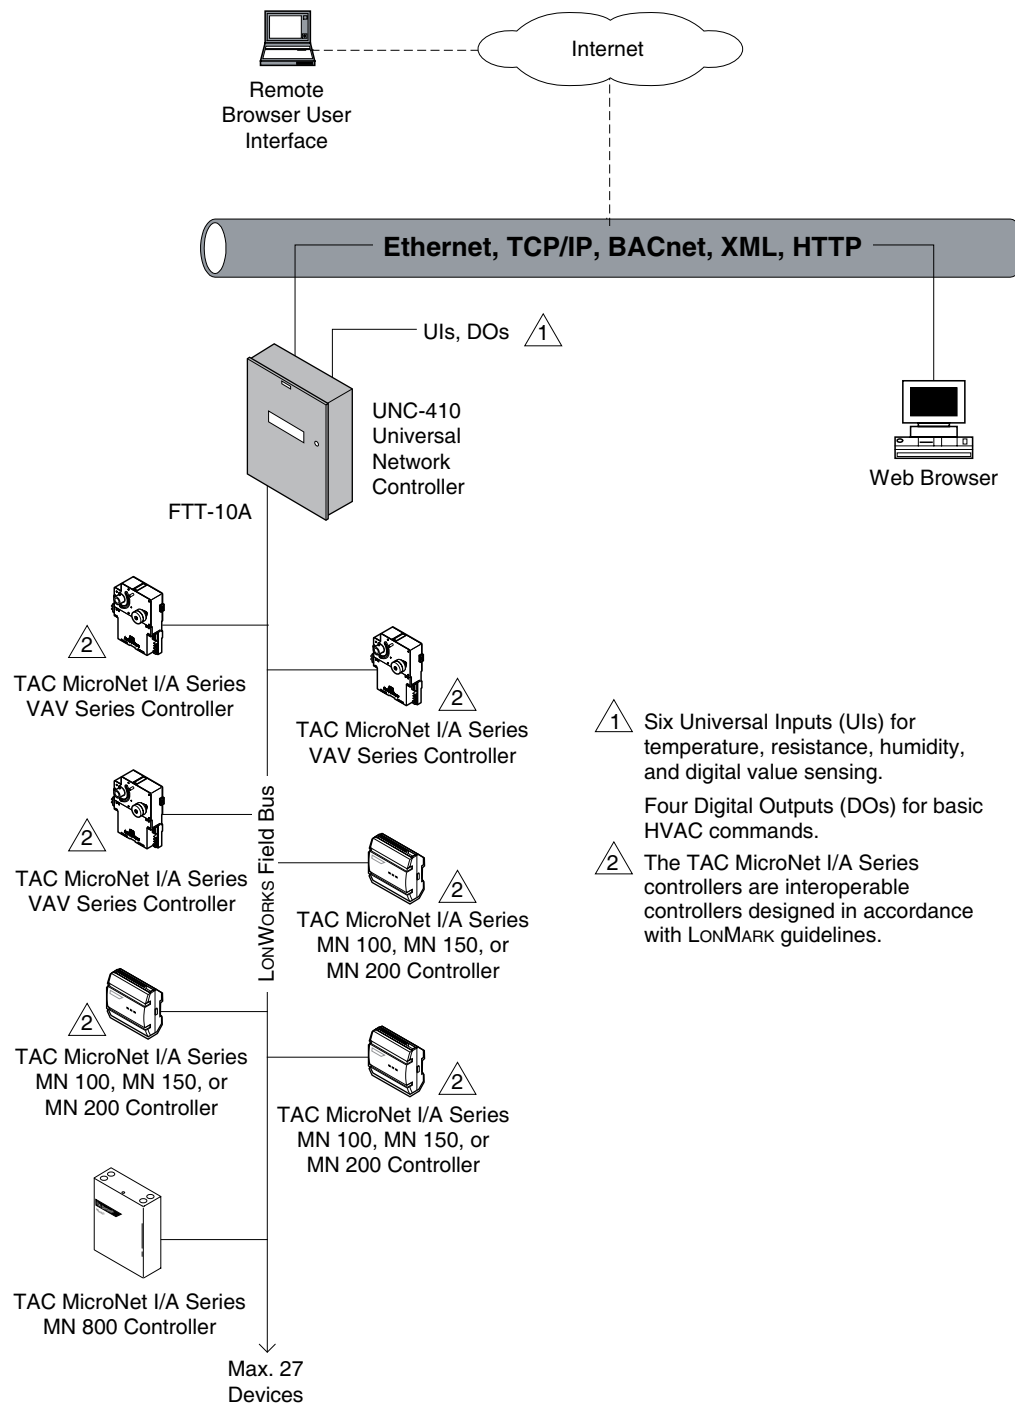 Internet
Remote
Browser User
Interface
Ethernet, TCP/IP, BACnet, XML, HTTP
UIs, DOs 1
UNC-410
Universal
Network
Controller
Web Browser
FTT-10A
2
TAC MicroNet I/A Series
VAV Series Controller
2
TAC MicroNet I/A Series
VAV Series Controller
1 Six Universal Inputs (UIs) for
temperature, resistance, humidity,
and digital value sensing.
Four Digital Outputs (DOs) for basic
HVAC commands.
2 The TAC MicroNet I/A Series
controllers are interoperable
controllers designed in accordance
with LONMARK guidelines.
LONWORKS Field Bus
2
TAC MicroNet I/A Series
VAV Series Controller
2
TAC MicroNet I/A Series
MN 100, MN 150, or
MN 200 Controller
2
TAC MicroNet I/A Series
MN 100, MN 150, or
MN 200 Controller
2
TAC MicroNet I/A Series
MN 100, MN 150, or
MN 200 Controller
TAC MicroNet I/A Series
MN 800 Controller
Max. 27
Devices